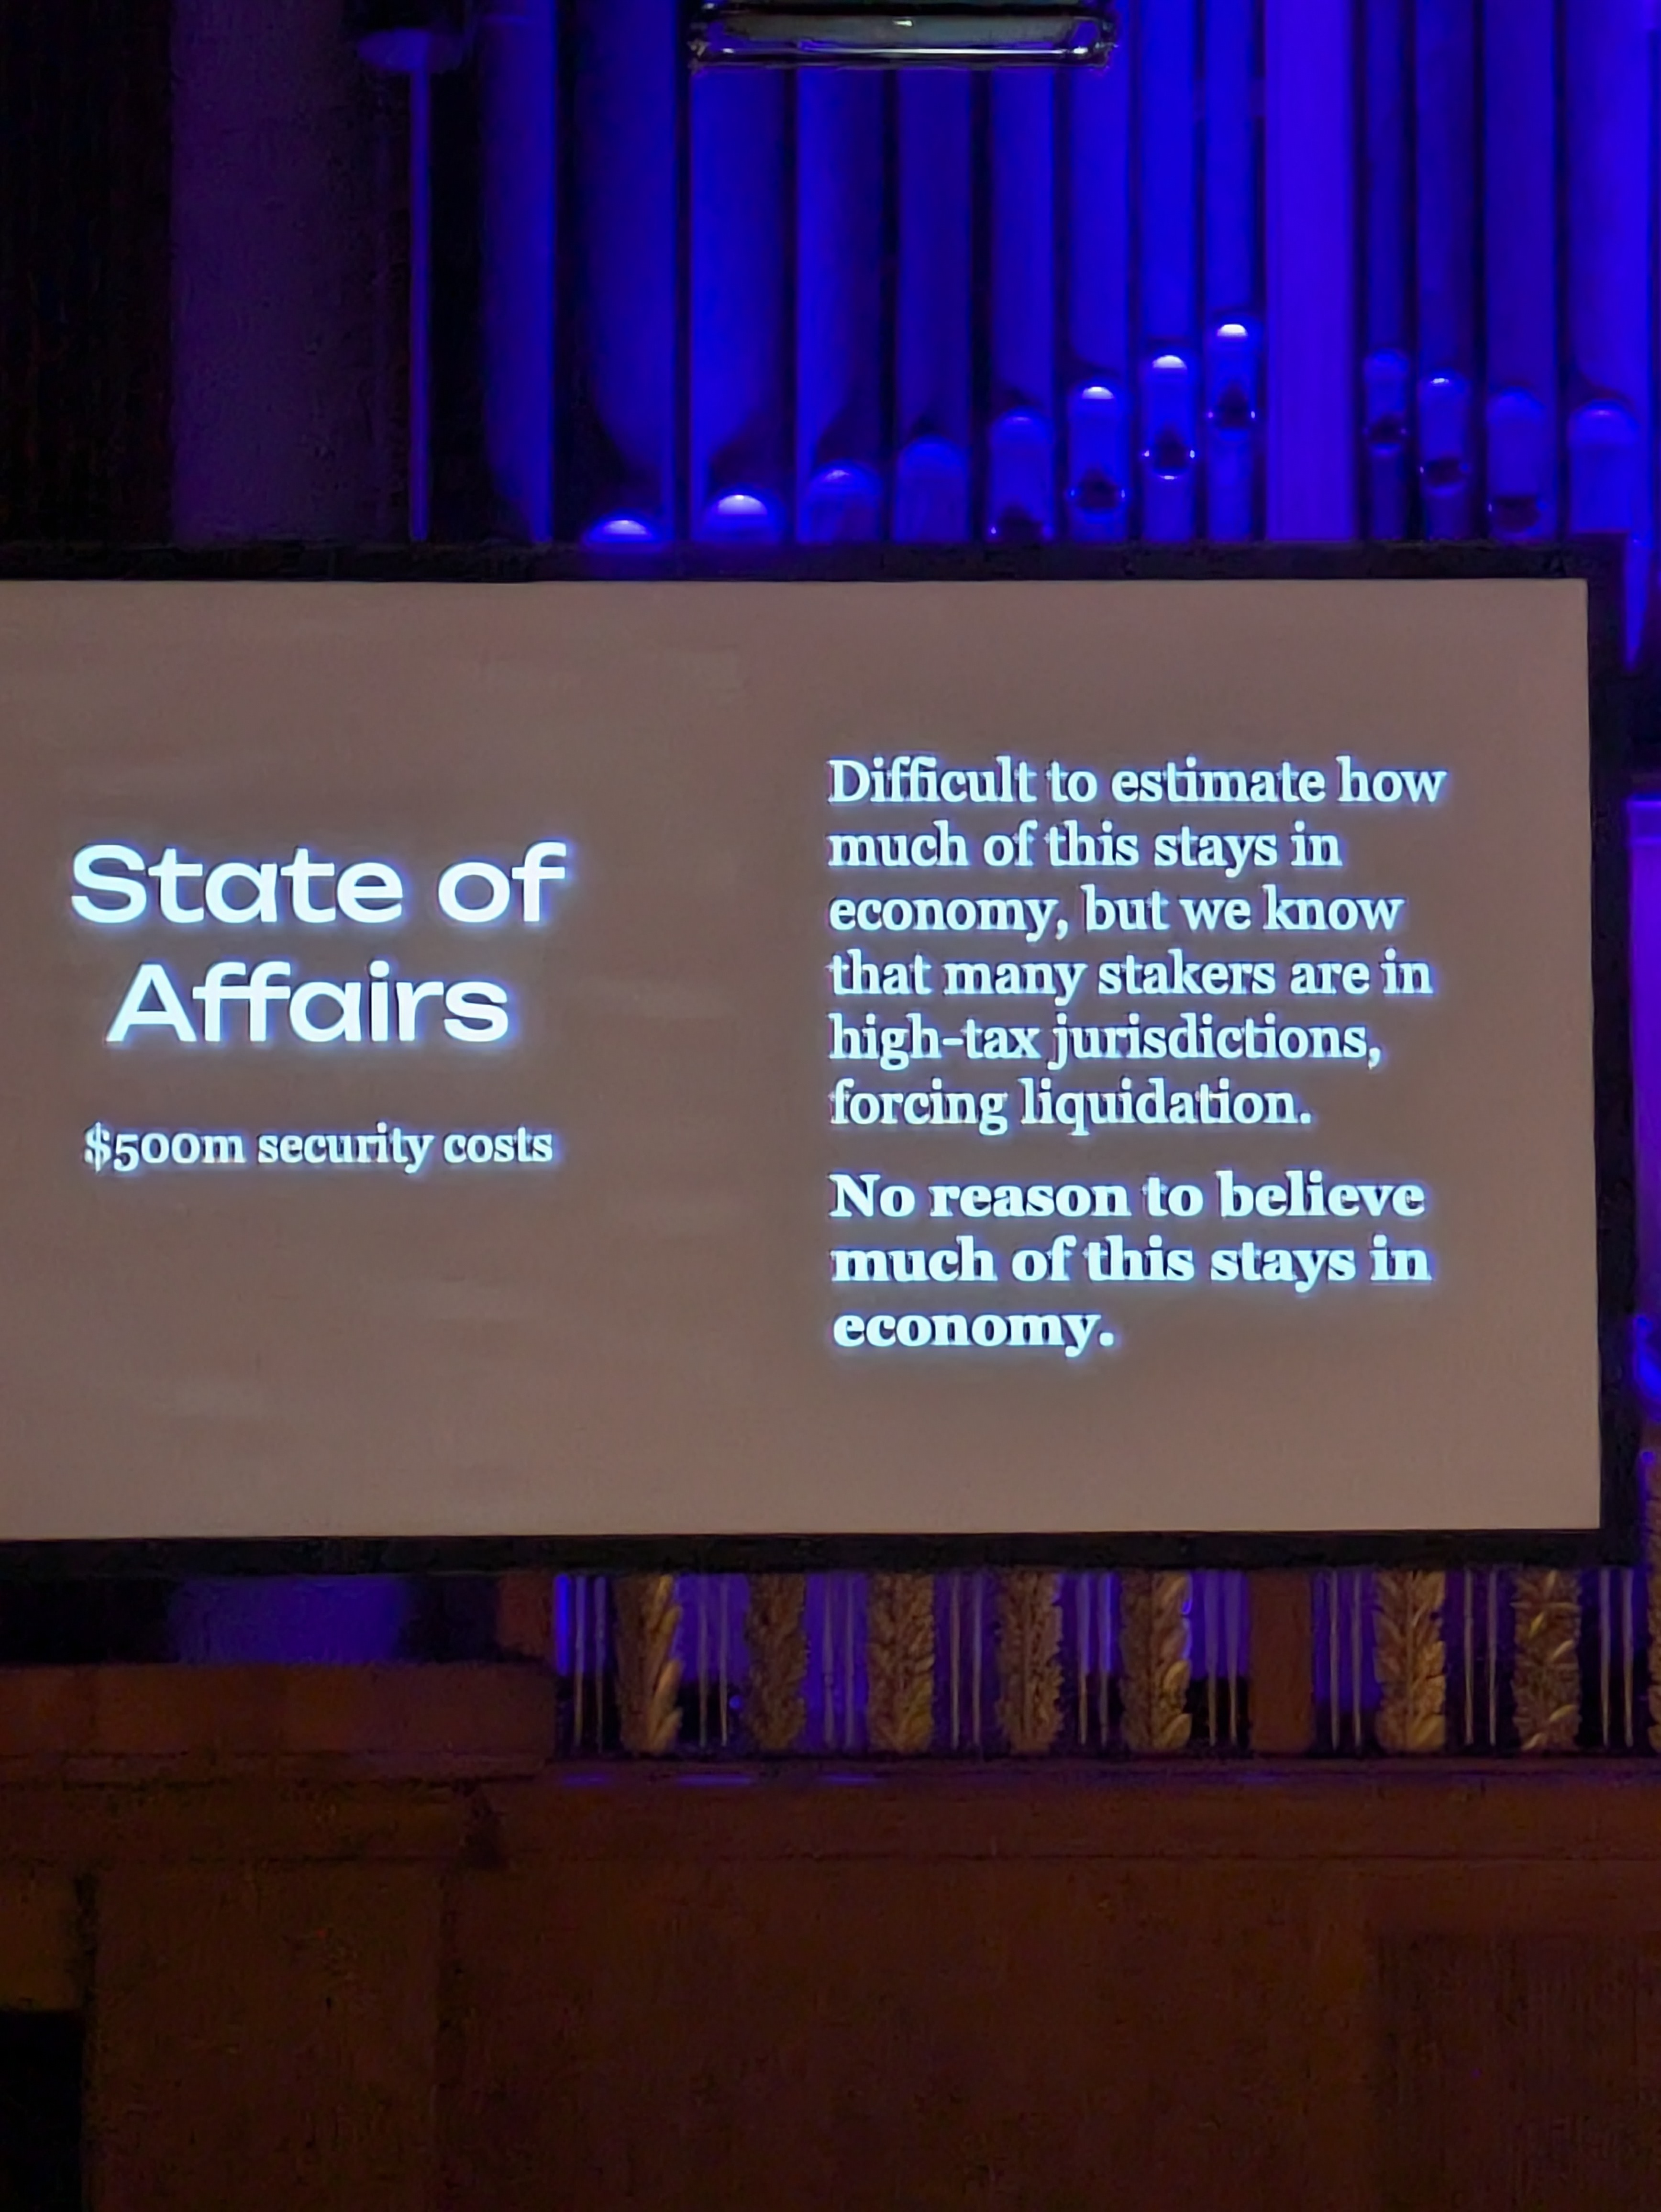 State of
Affairs
$500m security costs
Difficult to estimate how
much of this stays in
economy, but we know
that many stakers are in
high-tax jurisdictions,
forcing liquidation.
No reason to believe
much of this stays in
economy.